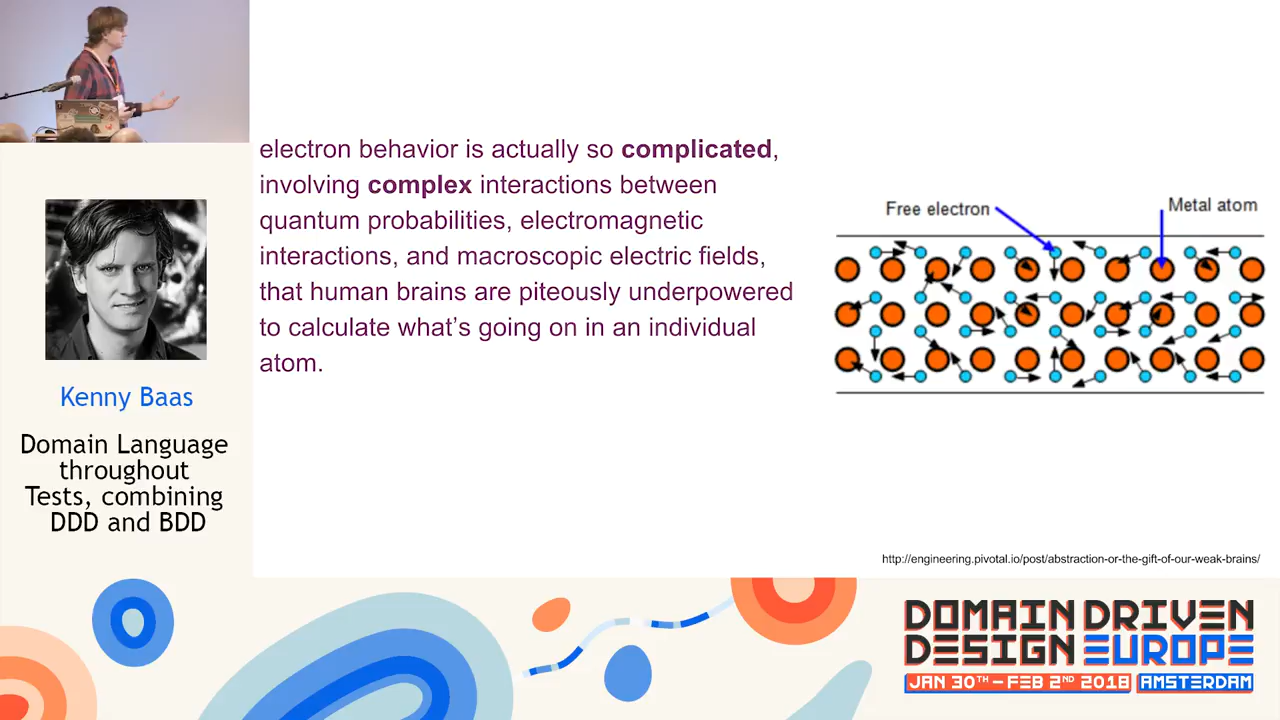 electron behavior is actually so complicated,
involving complex interactions between
quantum probabilities, electromagnetic
interactions, and macroscopic electric fields,
that human brains are piteously underpowered
to calculate what's going on in an individual
atom.
Free electron
Metal atom
http://engineering.pivotal.io/post/abstraction-or-the-gift-of-our-weak-brains/
Kenny Baas
Domain Language
throughout
Tests, combining
DDD and BDD
DOMAIN DRIVEN
DESIGN EUROPE
JAN 30TH - FEB 2ND 2018 AMSTERDAM